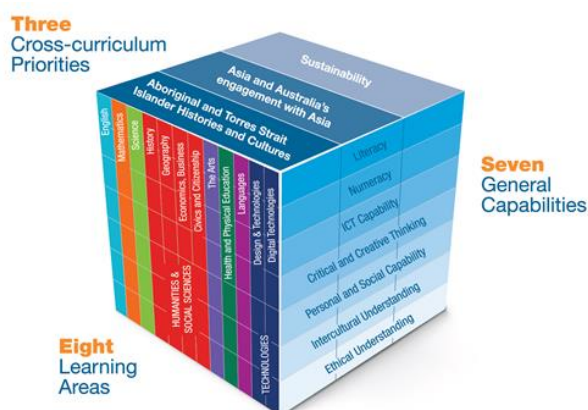 Three
Cross-curriculum
Priorities
Sustainability
Asia and Australia's
engagement with Asia
Aboriginal and Torres Strait
Islander Histories and Cultures
English
Mathematics
Science
History
Geography
Economics, Business
Civics and Citizenship
HUMANITIES &
SOCIAL SCIENCES
The Arts
Health and Physical Education
Languages
Design & Technologies
Digital Technologies
TECHNOLOGIES
Literacy
Numeracy
ICT Capability
Critical and Creative Thinking
Personal and Social Capability
Intercultural Understanding
Ethical Understanding
Seven
General
Capabilities
Eight
Learning
Areas